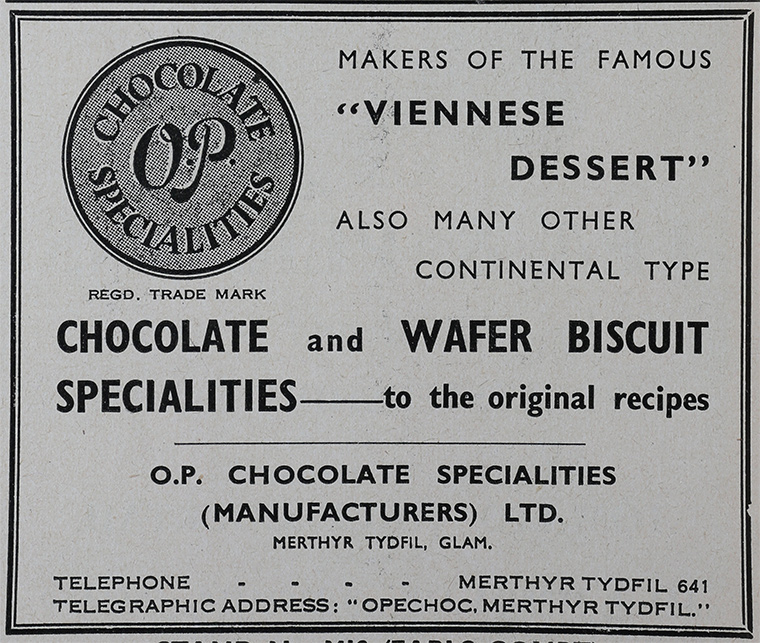 CHOCOLATE
O.P.
SPECIALITIES
REGD. TRADE MARK
MAKERS OF THE FAMOUS
"VIENNESE
DESSERT"
ALSO MANY OTHER
CONTINENTAL TYPE
CHOCOLATE and WAFER BISCUIT
SPECIALITIES——to the original recipes
O.P. CHOCOLATE SPECIALITIES
(MANUFACTURERS) LTD.
MERTHYR TYDFIL, GLAM.
TELEPHONE - - - - MERTHYR TYDFIL 641
TELEGRAPHIC ADDRESS: "OPECHOC, MERTHYR TYDFIL."